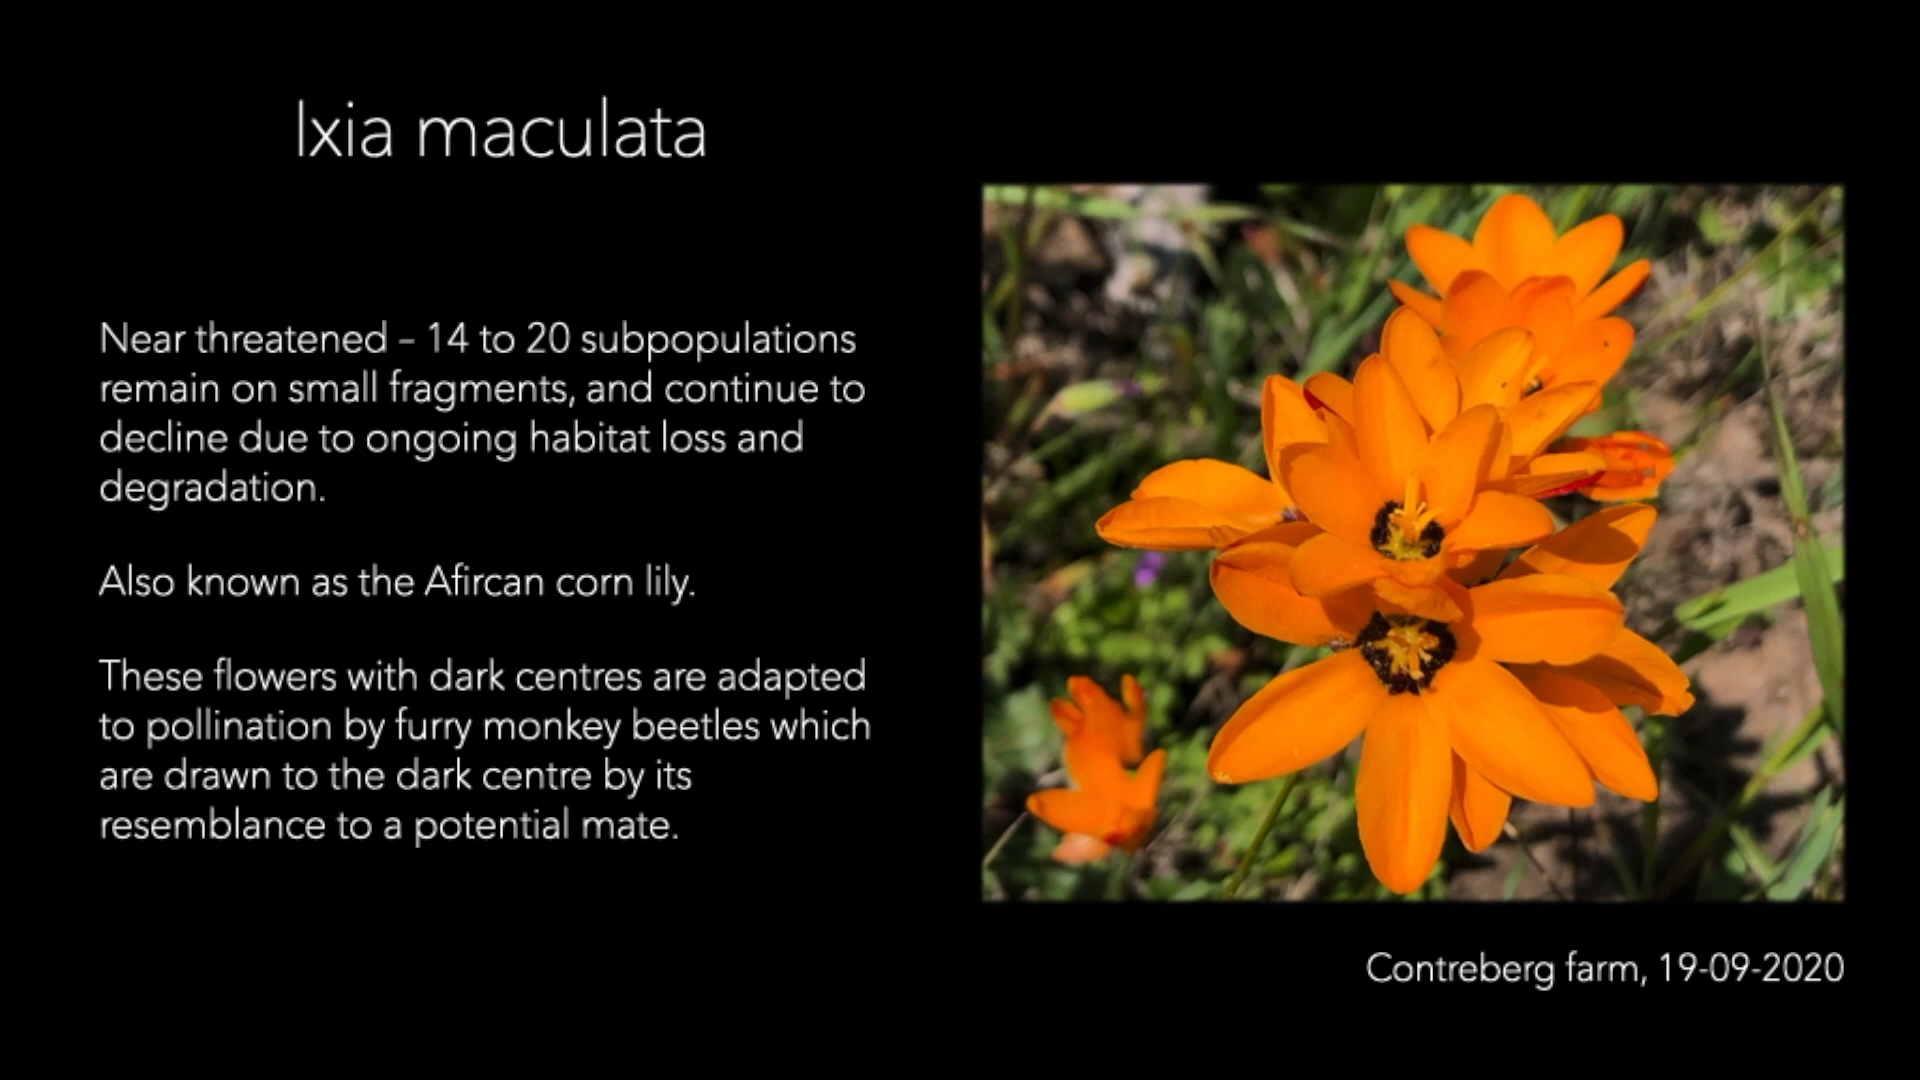 Ixia maculata
Near threatened – 14 to 20 subpopulations
remain on small fragments, and continue to
decline due to ongoing habitat loss and
degradation.
Also known as the Afircan corn lily.
These flowers with dark centres are adapted
to pollination by furry monkey beetles which
are drawn to the dark centre by its
resemblance to a potential mate.
Contreberg farm, 19-09-2020